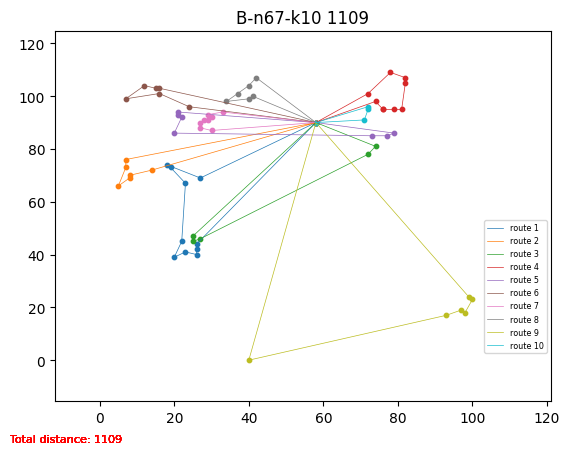 B-n67-k10 1109
120
100
80
60
40
20
0
0 20 40 60 80 100 120
route 1
route 2
route 3
route 4
route 5
route 6
route 7
route 8
route 9
route 10
Total distance: 1109